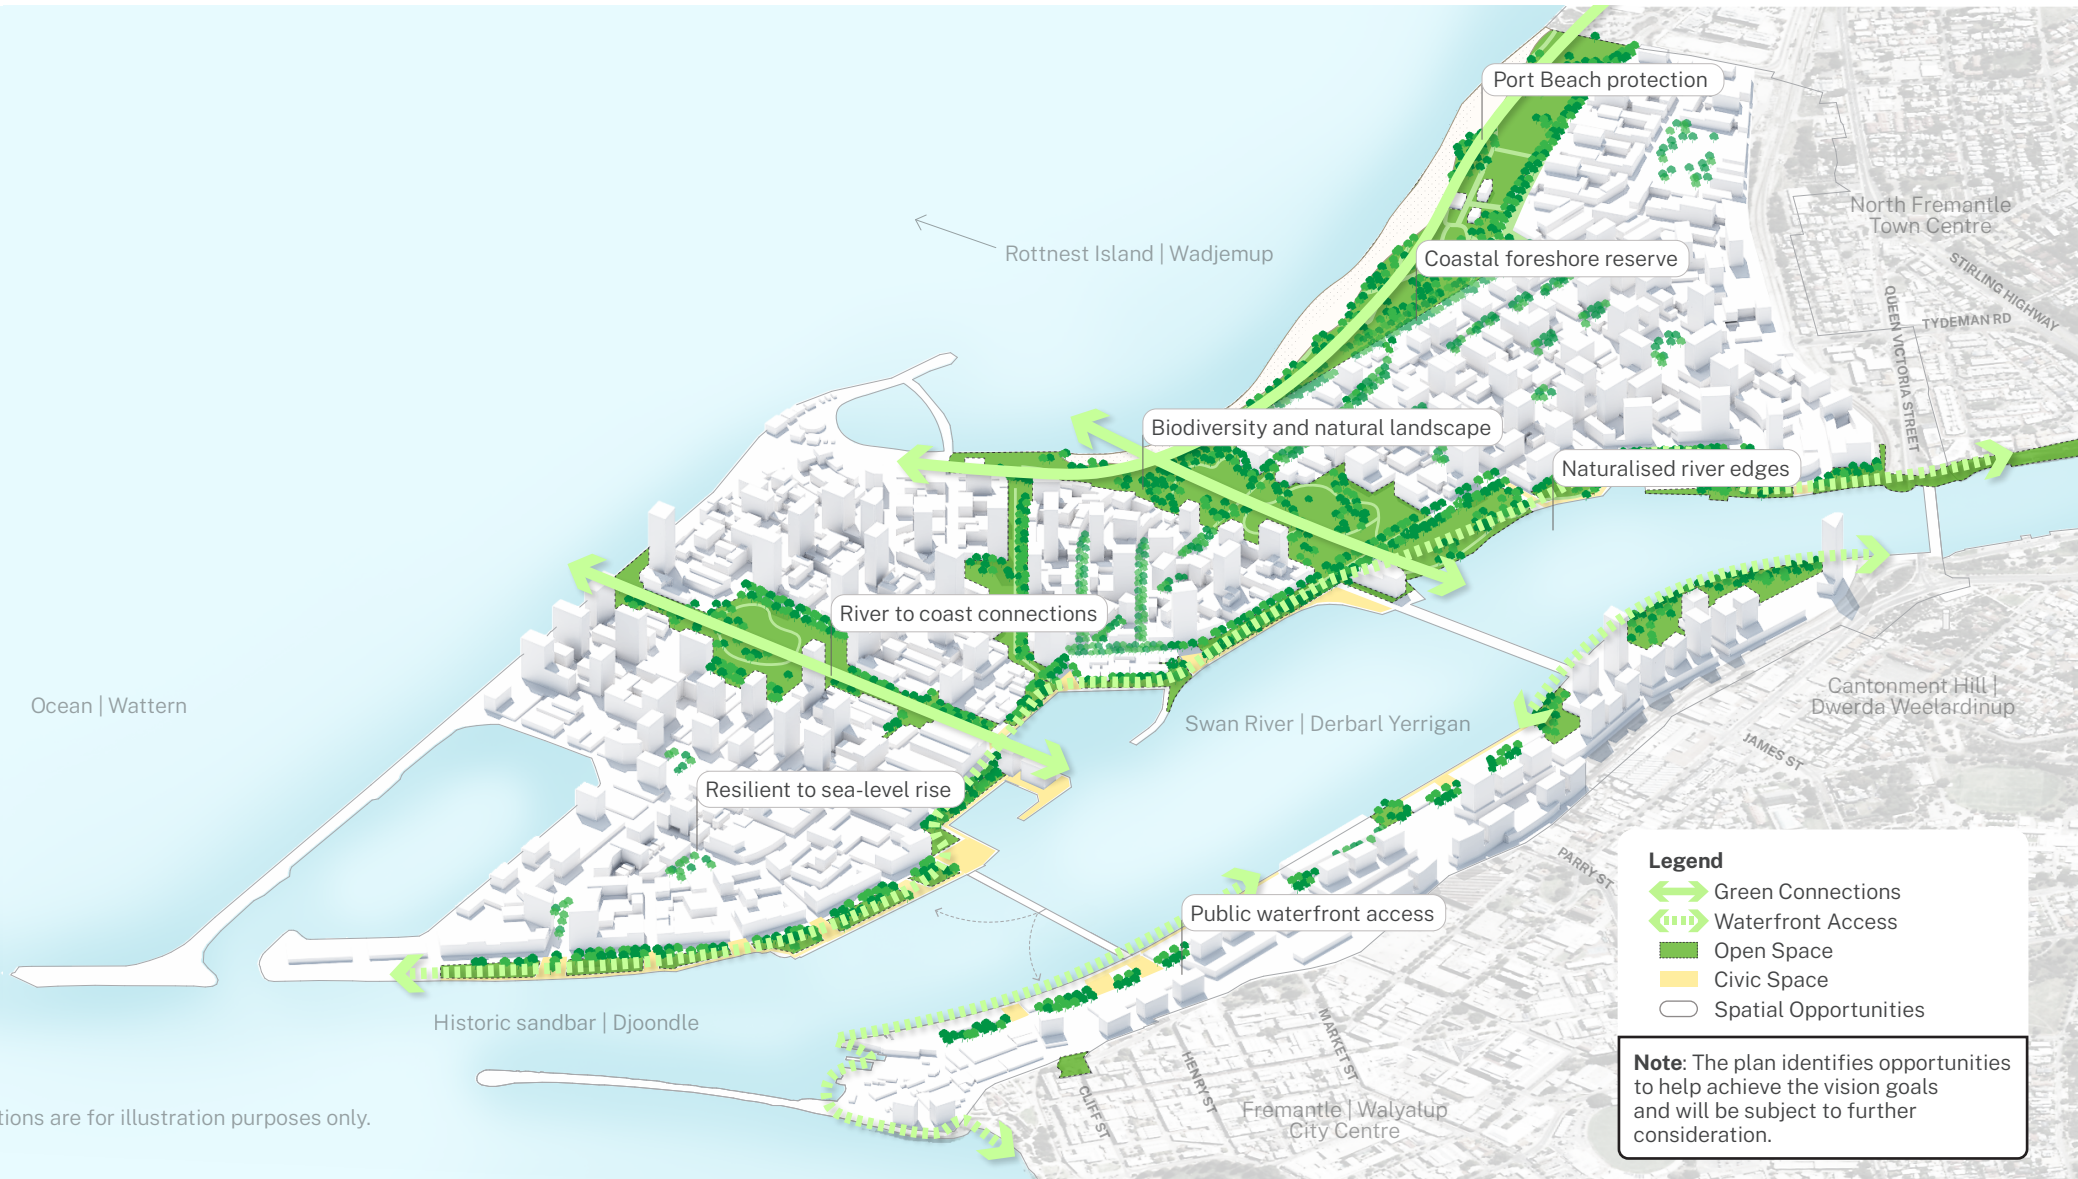 Port Beach protection
North Fremantle
Town Centre
Rottnest Island | Wadjemup
Coastal foreshore reserve
STIRLING HIGHWAY
QUEEN VICTORIA STREET
TYDEMAN RD
Biodiversity and natural landscape
Naturalised river edges
River to coast connections
Ocean | Wattern
Swan River | Derbarl Yerrigan
Cantonment Hill |
Dwerda Weelardinup
JAMES ST
Resilient to sea-level rise
PARRY ST
Public waterfront access
Historic sandbar | Djoondle
MARKET ST
HENRY ST
CLIFF ST
Fremantle | Walyalup
City Centre
tions are for illustration purposes only.
Legend
Green Connections
Waterfront Access
Open Space
Civic Space
Spatial Opportunities
Note: The plan identifies opportunities
to help achieve the vision goals
and will be subject to further
consideration.